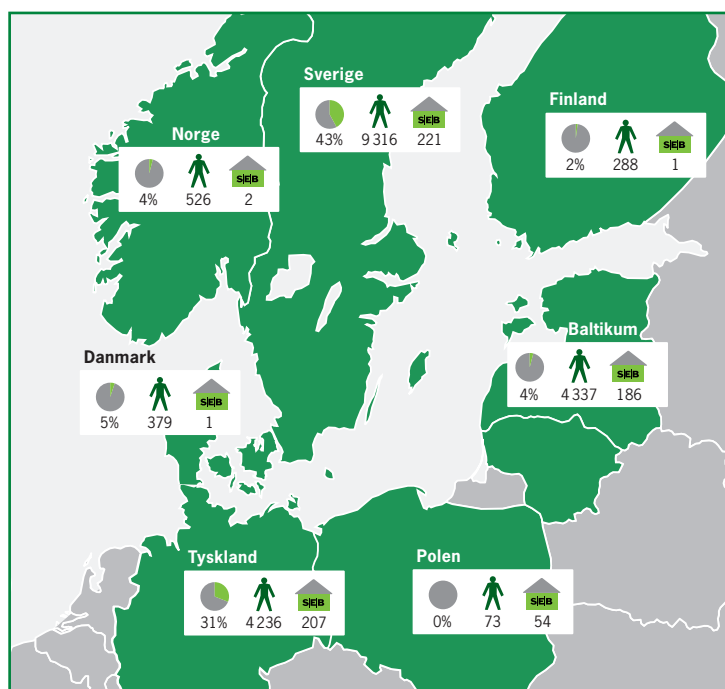 Sverige
S|E|B
43% 9 316 221
Finland
S|E|B
2% 288 1
Norge
S|E|B
4% 526 2
Baltikum
S|E|B
4% 4 337 186
Danmark
S|E|B
5% 379 1
Tyskland
S|E|B
31% 4 236 207
Polen
S|E|B
0% 73 54